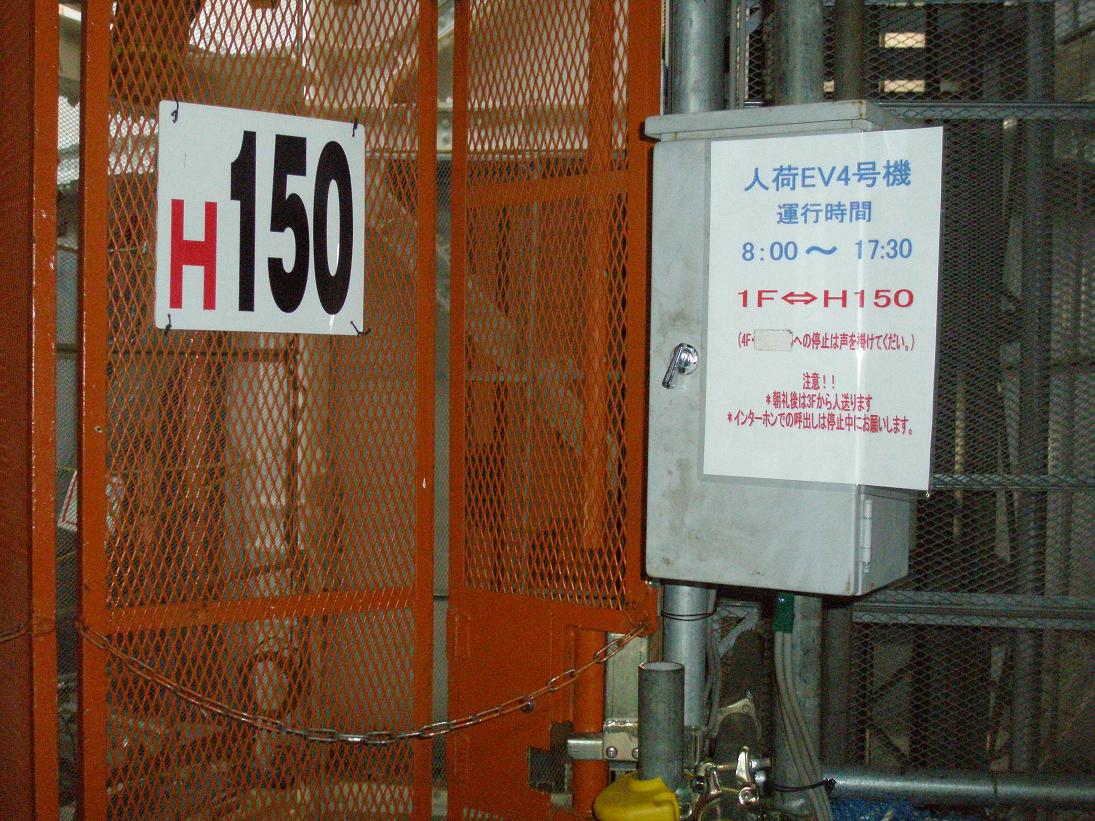 H150
人荷EV4号機
運行時間
8:00～ 17:30
1F⇔H150
(4F・ への停止は声を掛けてくだい。)
注意！！
*朝礼後は3Fから人送ります
*インターホンでの呼出しは停止中にお願いします。